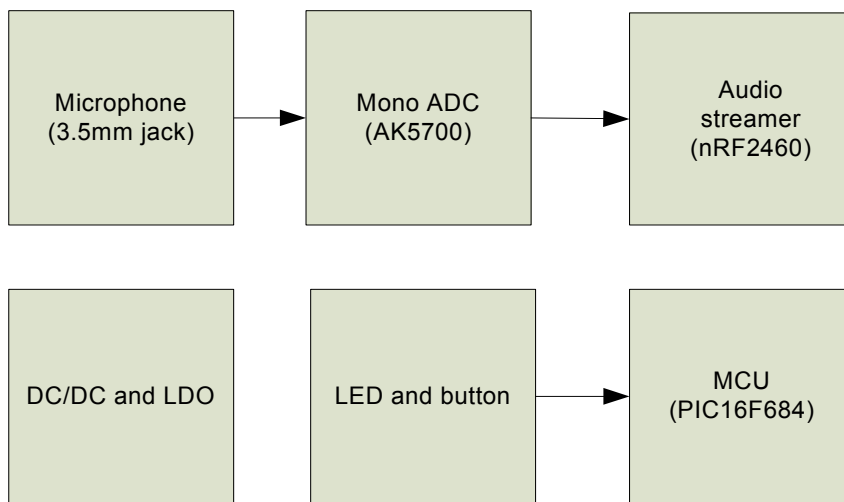 Microphone
(3.5mm jack)
Mono ADC
(AK5700)
Audio
streamer
(nRF2460)
DC/DC and LDO
LED and button
MCU
(PIC16F684)